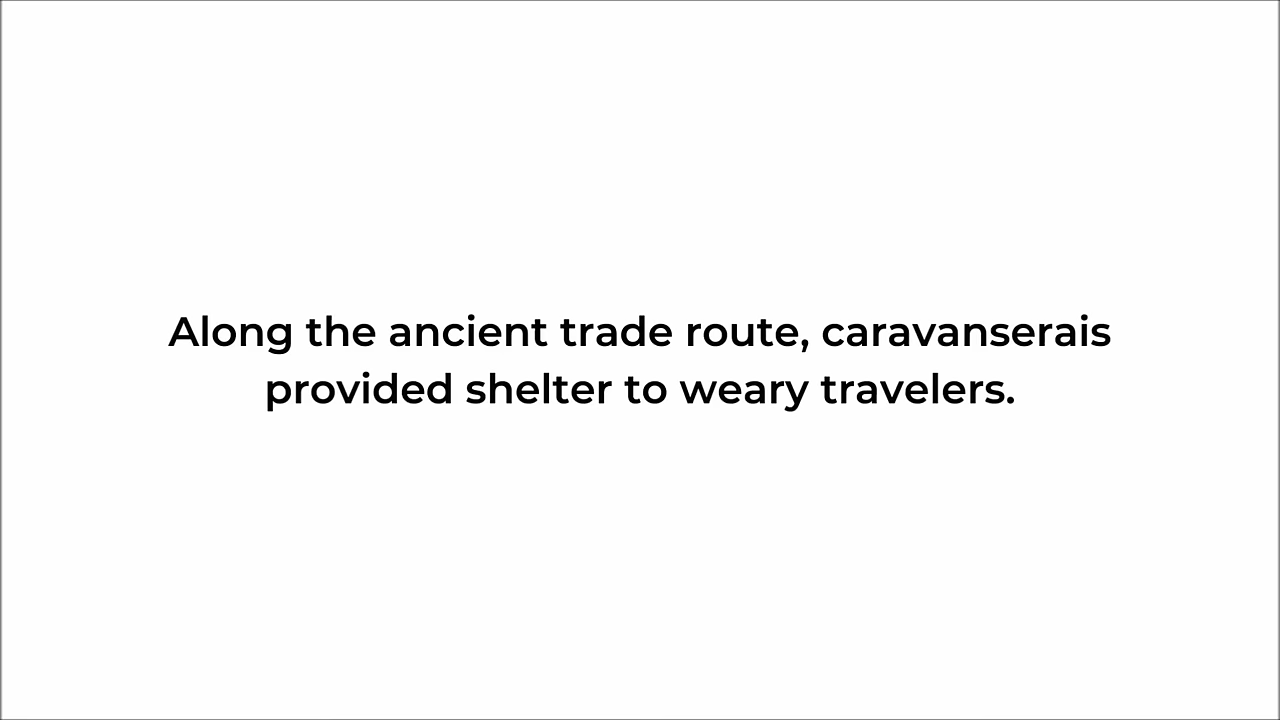 Along the ancient trade route, caravanserais
provided shelter to weary travelers.